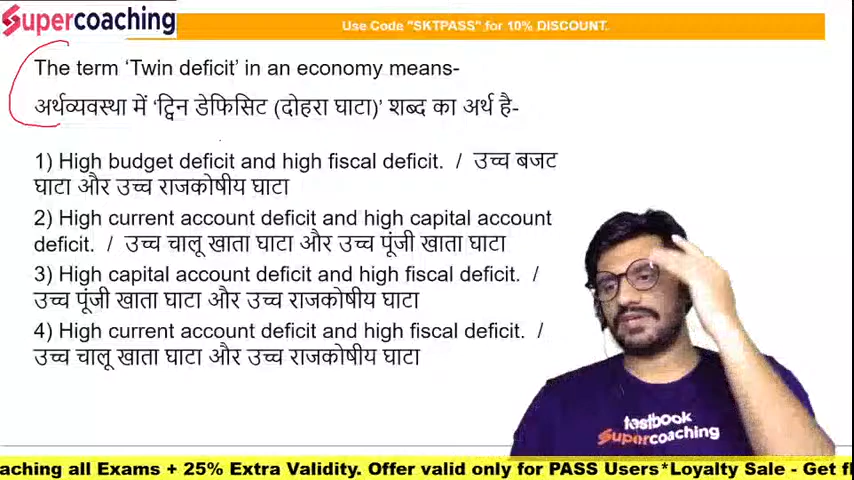 Supercoaching
Use Code "SKTPASS" for 10% DISCOUNT.
The term 'Twin deficit' in an economy means-
अर्थव्यवस्था में 'ट्विन डेफिसिट (दोहरा घाटा)' शब्द का अर्थ है-
1) High budget deficit and high fiscal deficit. / उच्च बजट
घाटा और उच्च राजकोषीय घाटा
2) High current account deficit and high capital account
deficit. / उच्च चालू खाता घाटा और उच्च पूंजी खाता घाटा
3) High capital account deficit and high fiscal deficit. /
उच्च पूंजी खाता घाटा और उच्च राजकोषीय घाटा
4) High current account deficit and high fiscal deficit. /
उच्च चालू खाता घाटा और उच्च राजकोषीय घाटा
testbook
Supercoaching
aching all Exams + 25% Extra Validity. Offer valid only for PASS Users*Loyalty Sale - Get fl